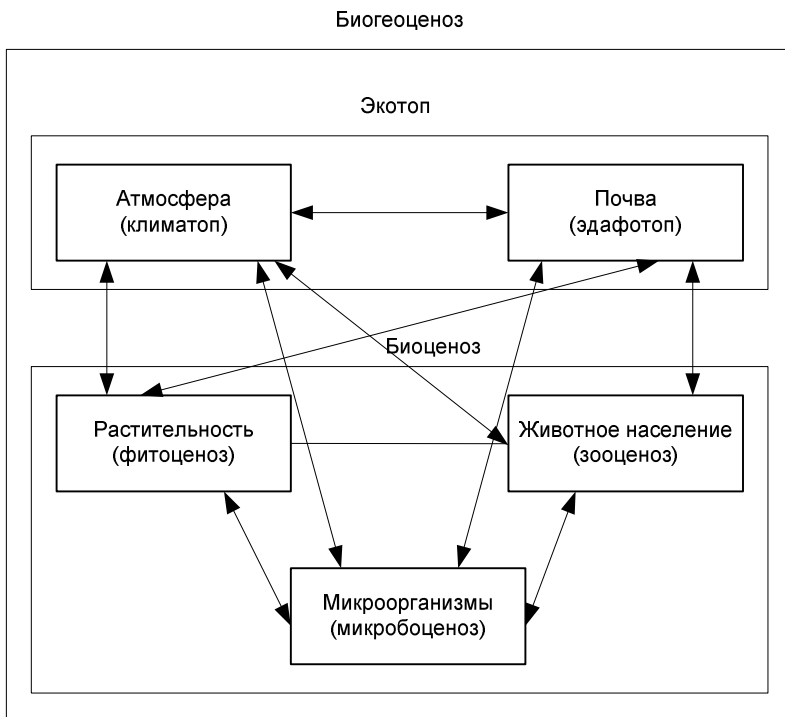 Биогеоценоз
Экотоп
Атмосфера
(климатоп)
Почва
(эдафотоп)
Биоценоз
Растительность
(фитоценоз)
Животное население
(зооценоз)
Микроорганизмы
(микробоценоз)